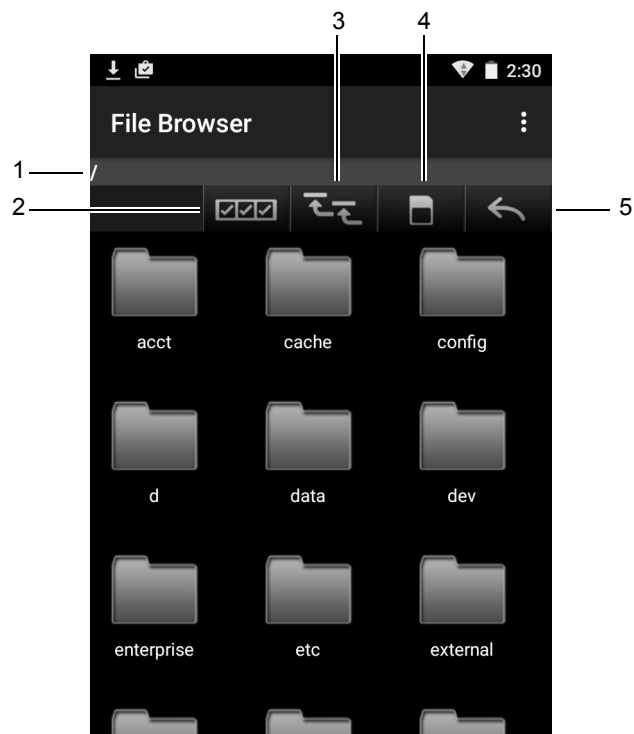 3 4
2:30
File Browser
1 /
2 5
acct cache config
d data dev
enterprise etc external